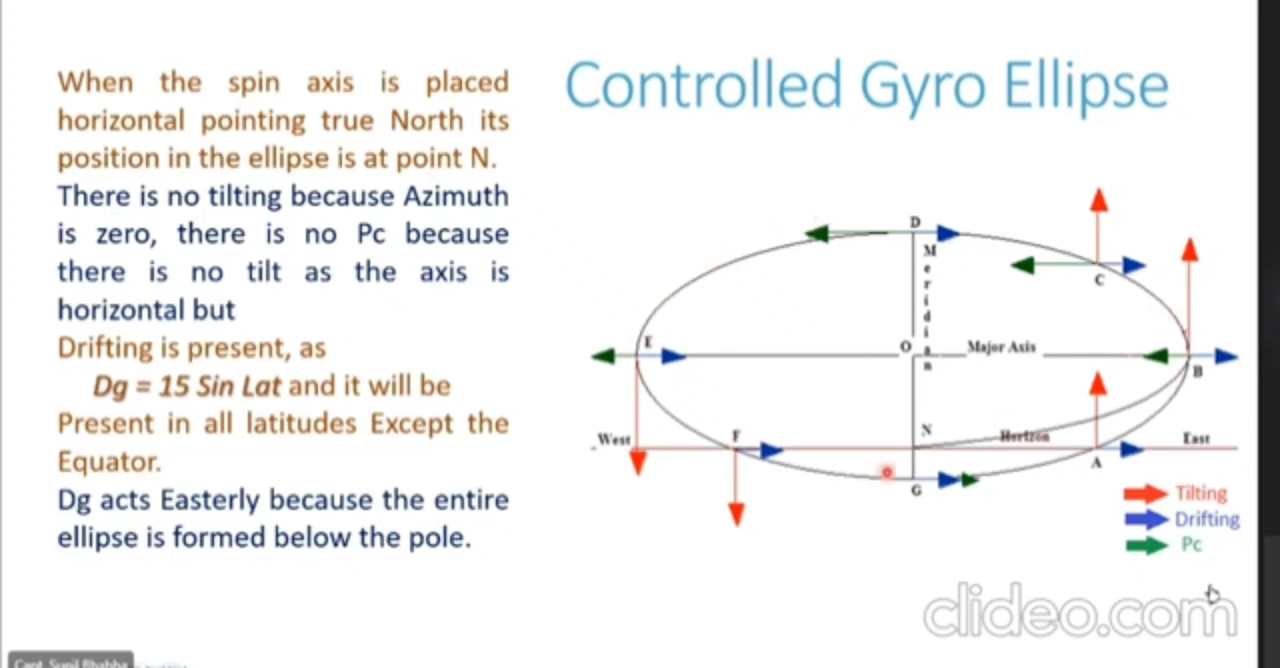 Controlled Gyro Ellipse
When the spin axis is placed
horizontal pointing true North its
position in the ellipse is at point N.
There is no tilting because Azimuth
is zero, there is no Pc because
there is no tilt as the axis is
horizontal but
Drifting is present, as
Dg = 15 Sin Lat and it will be
Present in all latitudes Except the
Equator.
Dg acts Easterly because the entire
ellipse is formed below the pole.
D
Meridian
C
E
O
Major Axis
B
West
F
N
Horizon
East
A
G
Tilting
Drifting
Pc
clideo.com
Capt. Sunil Bhabha